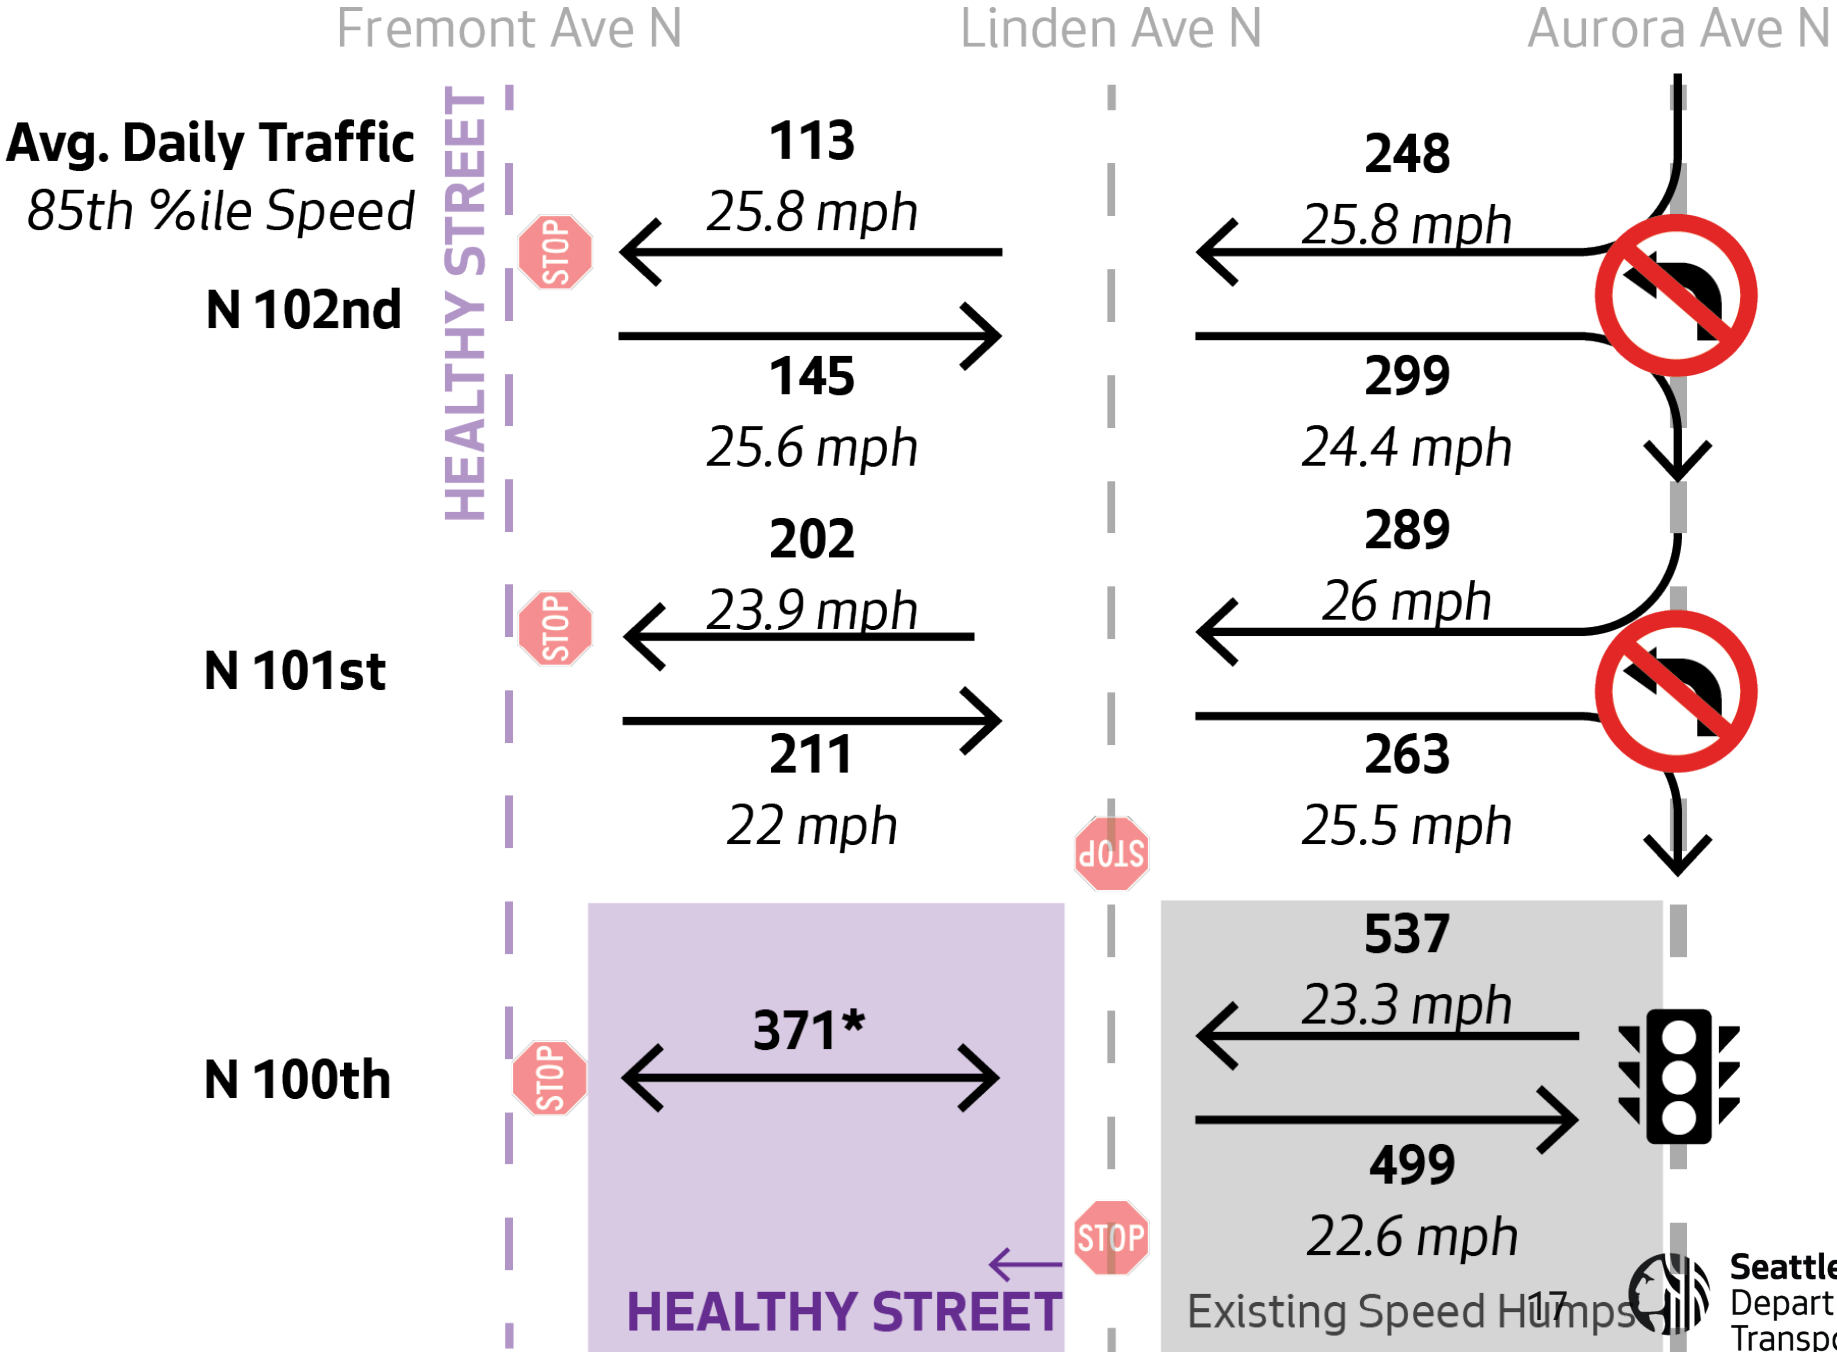 Fremont Ave N
Linden Ave N
Aurora Ave N
HEALTHY STREET
Avg. Daily Traffic
85th %ile Speed
113
25.8 mph
248
25.8 mph
STOP
N 102nd
145
25.6 mph
299
24.4 mph
202
23.9 mph
289
26 mph
STOP
N 101st
211
22 mph
263
25.5 mph
STOP
537
23.3 mph
371*
N 100th
STOP
499
22.6 mph
STOP
HEALTHY STREET
Existing Speed Humps
17
Seattle
Depart
Transpo